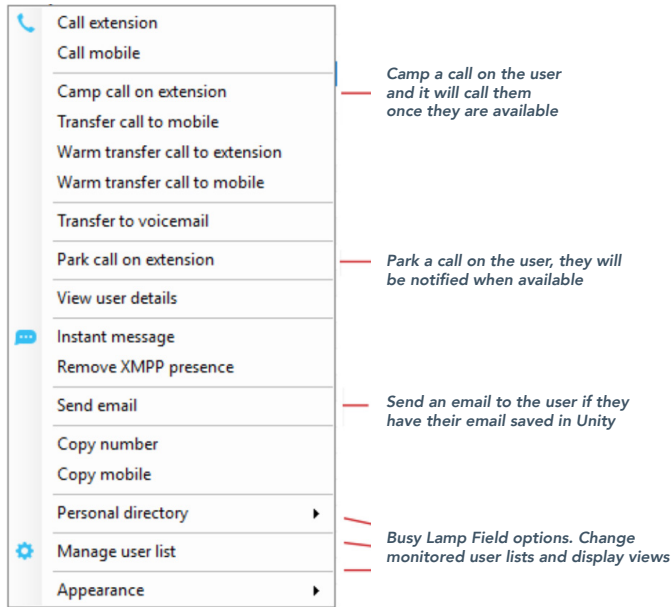 Call extension
Call mobile
Camp call on extension
Transfer call to mobile
Warm transfer call to extension
Warm transfer call to mobile
Transfer to voicemail
Park call on extension
View user details
Instant message
Remove XMPP presence
Send email
Copy number
Copy mobile
Personal directory
Manage user list
Appearance
Camp a call on the user
and it will call them
once they are available
Park a call on the user, they will
be notified when available
Send an email to the user if they
have their email saved in Unity
Busy Lamp Field options. Change
monitored user lists and display views